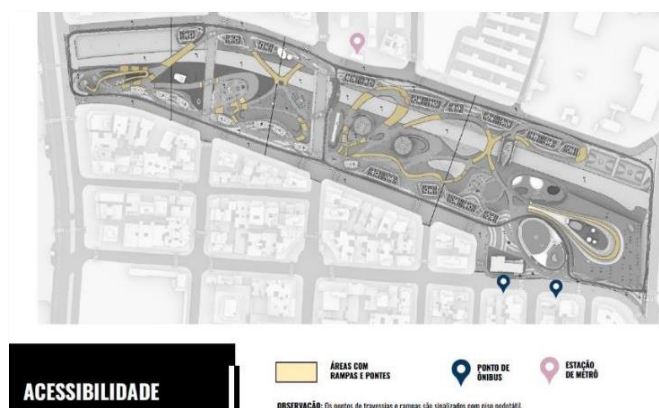 ÁREAS COM
RAMPAS E PONTES
PONTO DE
ÔNIBUS
ESTAÇÃO
DE METRÔ
ACESSIBILIDADE
OBSERVAÇÃO: Os pontos de travessias e rampas são sinalizados com piso podotátil